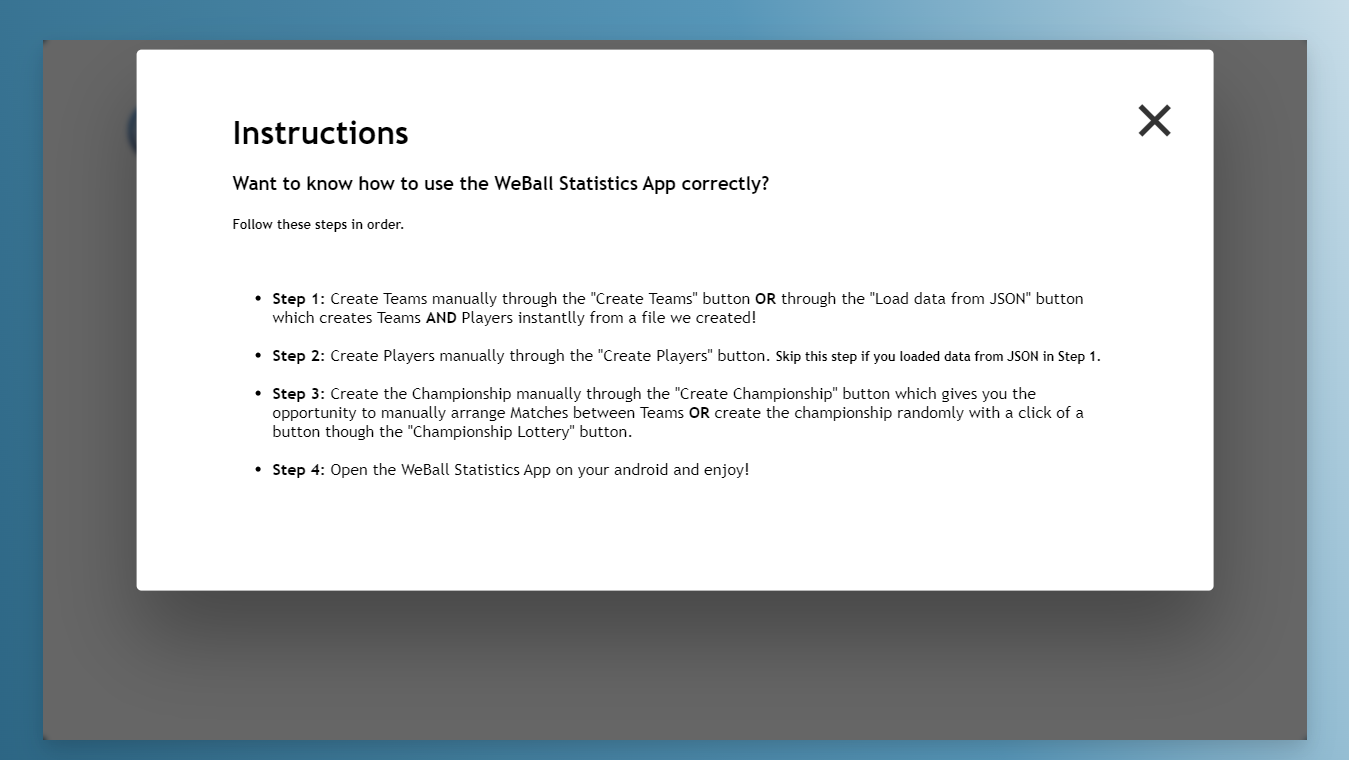 Instructions
Want to know how to use the WeBall Statistics App correctly?
Follow these steps in order.
• Step 1: Create Teams manually through the "Create Teams" button OR through the "Load data from JSON" button
which creates Teams AND Players instantlly from a file we created!
• Step 2: Create Players manually through the "Create Players" button. Skip this step if you loaded data from JSON in Step 1.
• Step 3: Create the Championship manually through the "Create Championship" button which gives you the
opportunity to manually arrange Matches between Teams OR create the championship randomly with a click of a
button though the "Championship Lottery" button.
• Step 4: Open the WeBall Statistics App on your android and enjoy!